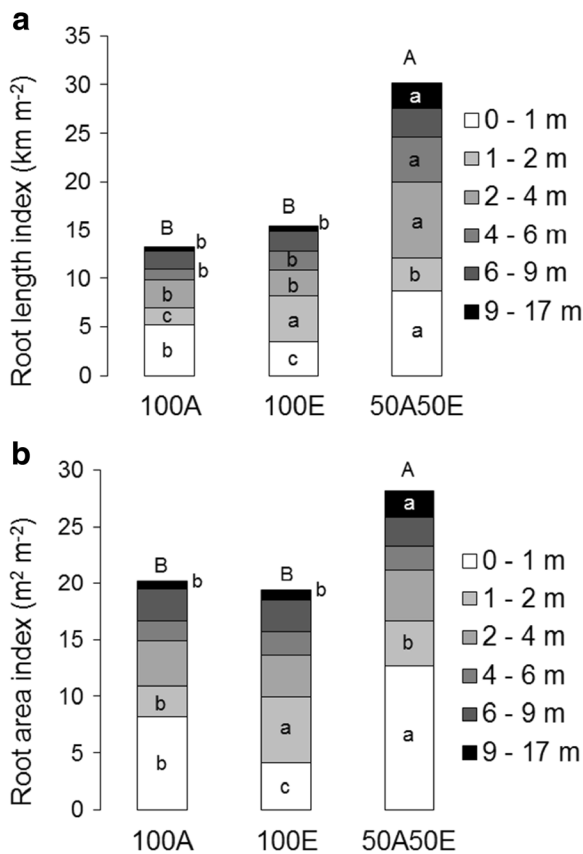 a
Root length index (km m-2)
35
30
25
20
15
10
5
0
B
b
b
b
c
b
B
b
b
b
a
c
A
a
a
a
b
a
100A 100E 50A50E
0 - 1 m
1 - 2 m
2 - 4 m
4 - 6 m
6 - 9 m
9 - 17 m
b
Root area index (m² m-2)
30
25
20
15
10
5
0
B
b
b
b
B
b
a
c
A
a
b
a
100A 100E 50A50E
0 - 1 m
1 - 2 m
2 - 4 m
4 - 6 m
6 - 9 m
9 - 17 m